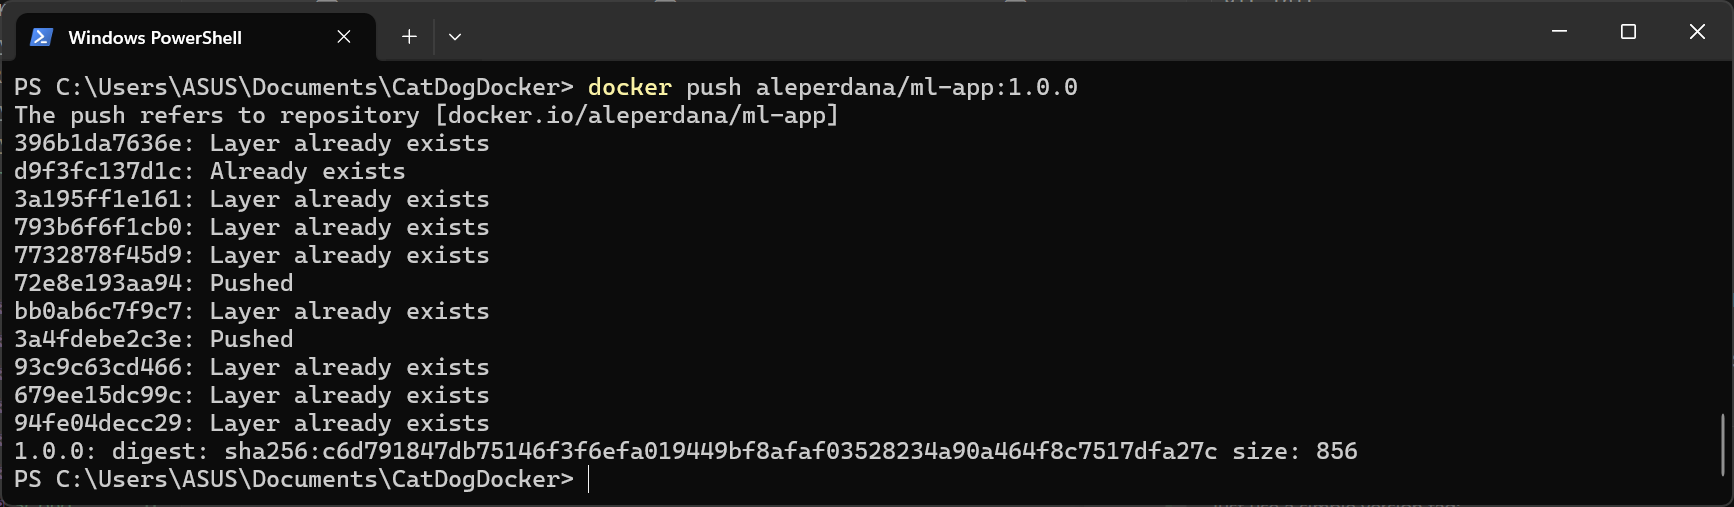 Windows PowerShell
PS C:\Users\ASUS\Documents\CatDogDocker> docker push aleperdana/ml-app:1.0.0
The push refers to repository [docker.io/aleperdana/ml-app]
396b1da7636e: Layer already exists
d9f3fc137d1c: Already exists
3a195ff1e161: Layer already exists
793b6f6f1cb0: Layer already exists
7732878f45d9: Layer already exists
72e8e193aa94: Pushed
bb0ab6c7f9c7: Layer already exists
3a4fdebe2c3e: Pushed
93c9c63cd466: Layer already exists
679ee15dc99c: Layer already exists
94fe04decc29: Layer already exists
1.0.0: digest: sha256:c6d791847db75146f3f6efa019449bf8afaf03528234a90a464f8c7517dfa27c size: 856
PS C:\Users\ASUS\Documents\CatDogDocker>